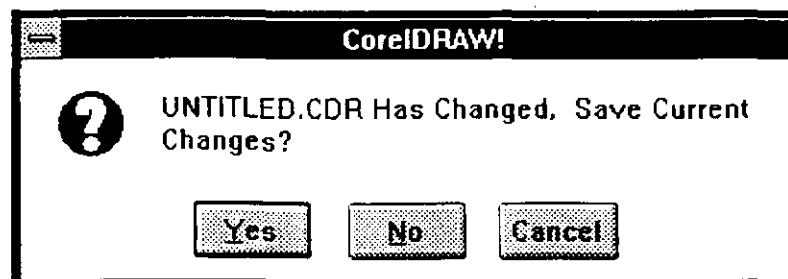 CorelDRAW!
UNTITLED.CDR Has Changed, Save Current
Changes?
Yes No Cancel